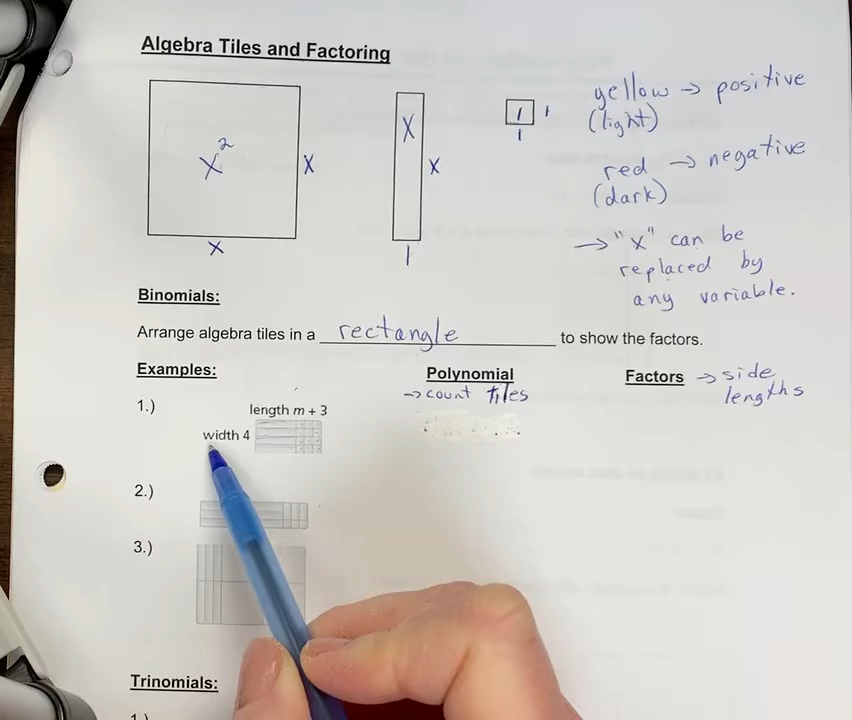 Algebra Tiles and Factoring
x²
x
x
X
x
1
1
1
1
yellow → positive
(light)
red → negative
(dark)
→ "x" can be
replaced by
any variable.
Binomials:
Arrange algebra tiles in a rectangle to show the factors.
Examples:
Polynomial
→ count tiles
Factors → side
lengths
1.)
length m + 3
width 4
2.)
3.)
Trinomials:
1.)